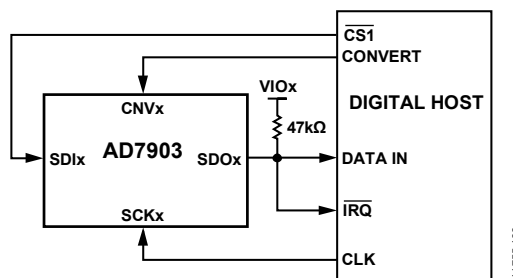 CS1
CONVERT
VIOx
CNVx
DIGITAL HOST
47kΩ
AD7903
SDIx
SDOx
DATA IN
SCKx
IRQ
CLK